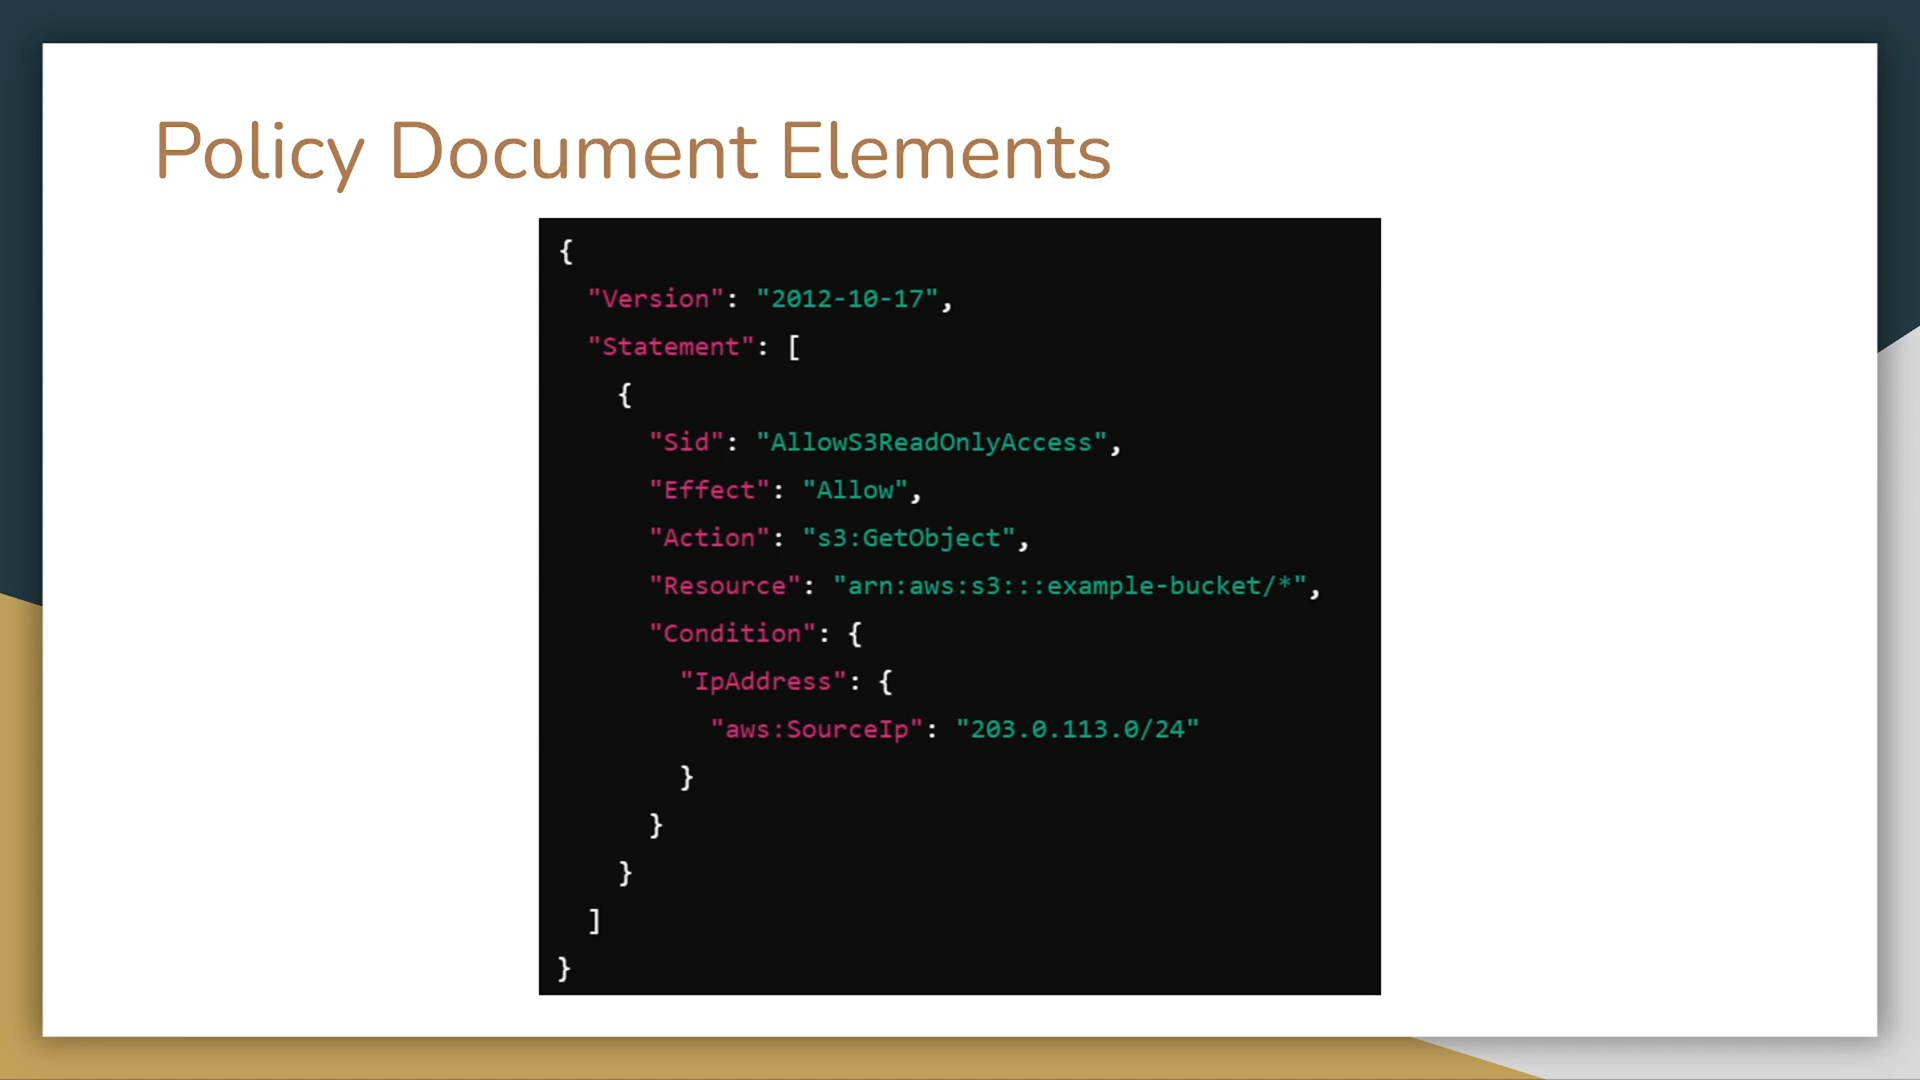 Policy Document Elements
{
"Version": "2012-10-17",
"Statement": [
{
"Sid": "AllowS3ReadOnlyAccess",
"Effect": "Allow",
"Action": "s3:GetObject",
"Resource": "arn:aws:s3:::example-bucket/*",
"Condition": {
"IpAddress": {
"aws:SourceIp": "203.0.113.0/24"
}
}
}
]
}